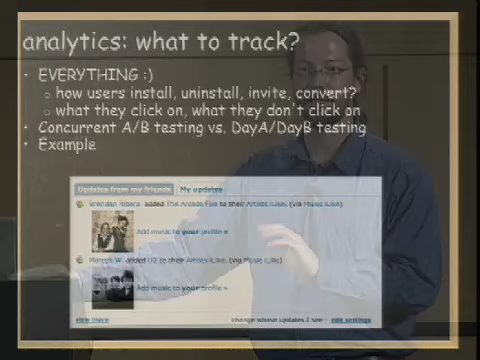 analytics: what to track?
• EVERYTHING :)
o how users install, uninstall, invite, convert?
o what they click on, what they don't click on
• Concurrent A/B testing vs. DayA/DayB testing
• Example
Updates from my friends My updates
Brendan added The Arcade Fire to their Artists iLike. (via Music iLike)
Add music to your profile »
Marcus W. added U2 to their Artists iLike. (via Music iLike)
Add music to your profile »
view more change whose updates I see · edit settings